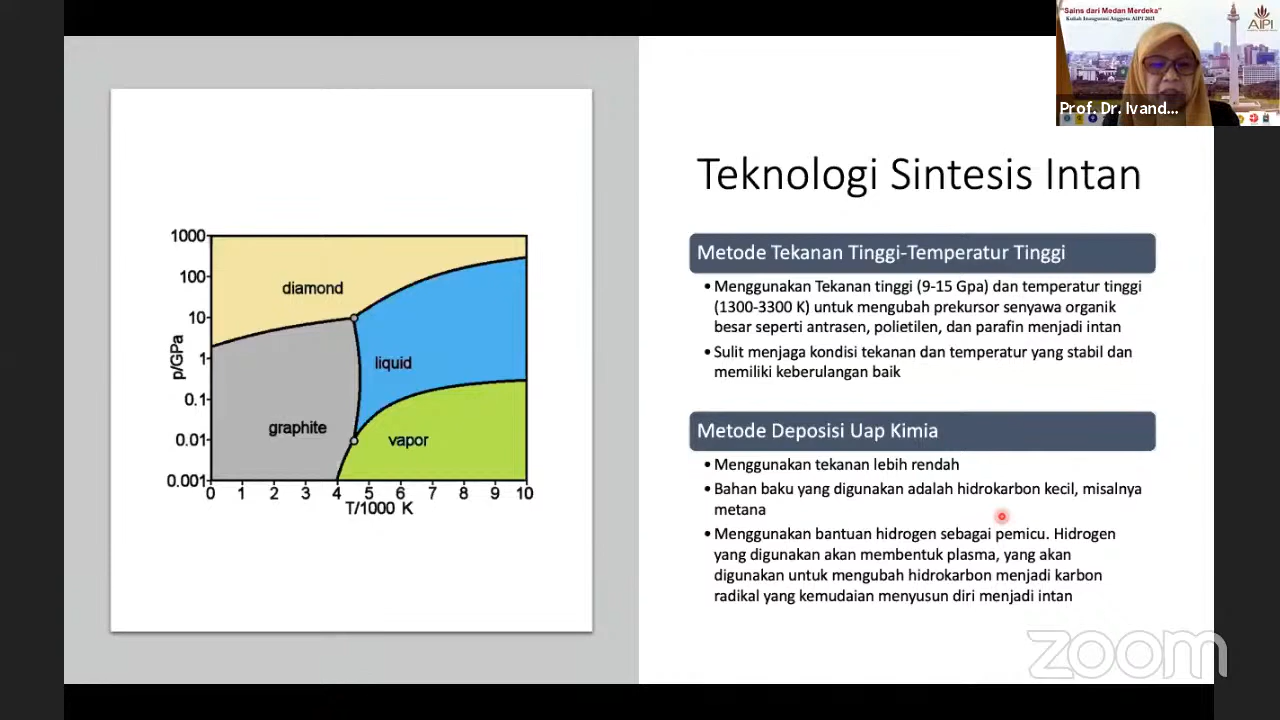 "Sains dari Medan Merdeka"
Kuliah Inaugurasi Anggota AIPI 2021
AIPI
Prof. Dr. Ivand...
Teknologi Sintesis Intan
1000
100
10
1
0.1
0.01
0.001
p/GPa
diamond
liquid
graphite
vapor
0 1 2 3 4 5 6 7 8 9 10
T/1000 K
Metode Tekanan Tinggi-Temperatur Tinggi
• Menggunakan Tekanan tinggi (9-15 Gpa) dan temperatur tinggi
(1300-3300 K) untuk mengubah prekursor senyawa organik
besar seperti antrasen, polietilen, dan parafin menjadi intan
• Sulit menjaga kondisi tekanan dan temperatur yang stabil dan
memiliki keberulangan baik
Metode Deposisi Uap Kimia
• Menggunakan tekanan lebih rendah
• Bahan baku yang digunakan adalah hidrokarbon kecil, misalnya
metana
• Menggunakan bantuan hidrogen sebagai pemicu. Hidrogen
yang digunakan akan membentuk plasma, yang akan
digunakan untuk mengubah hidrokarbon menjadi karbon
radikal yang kemudaian menyusun diri menjadi intan
zoom